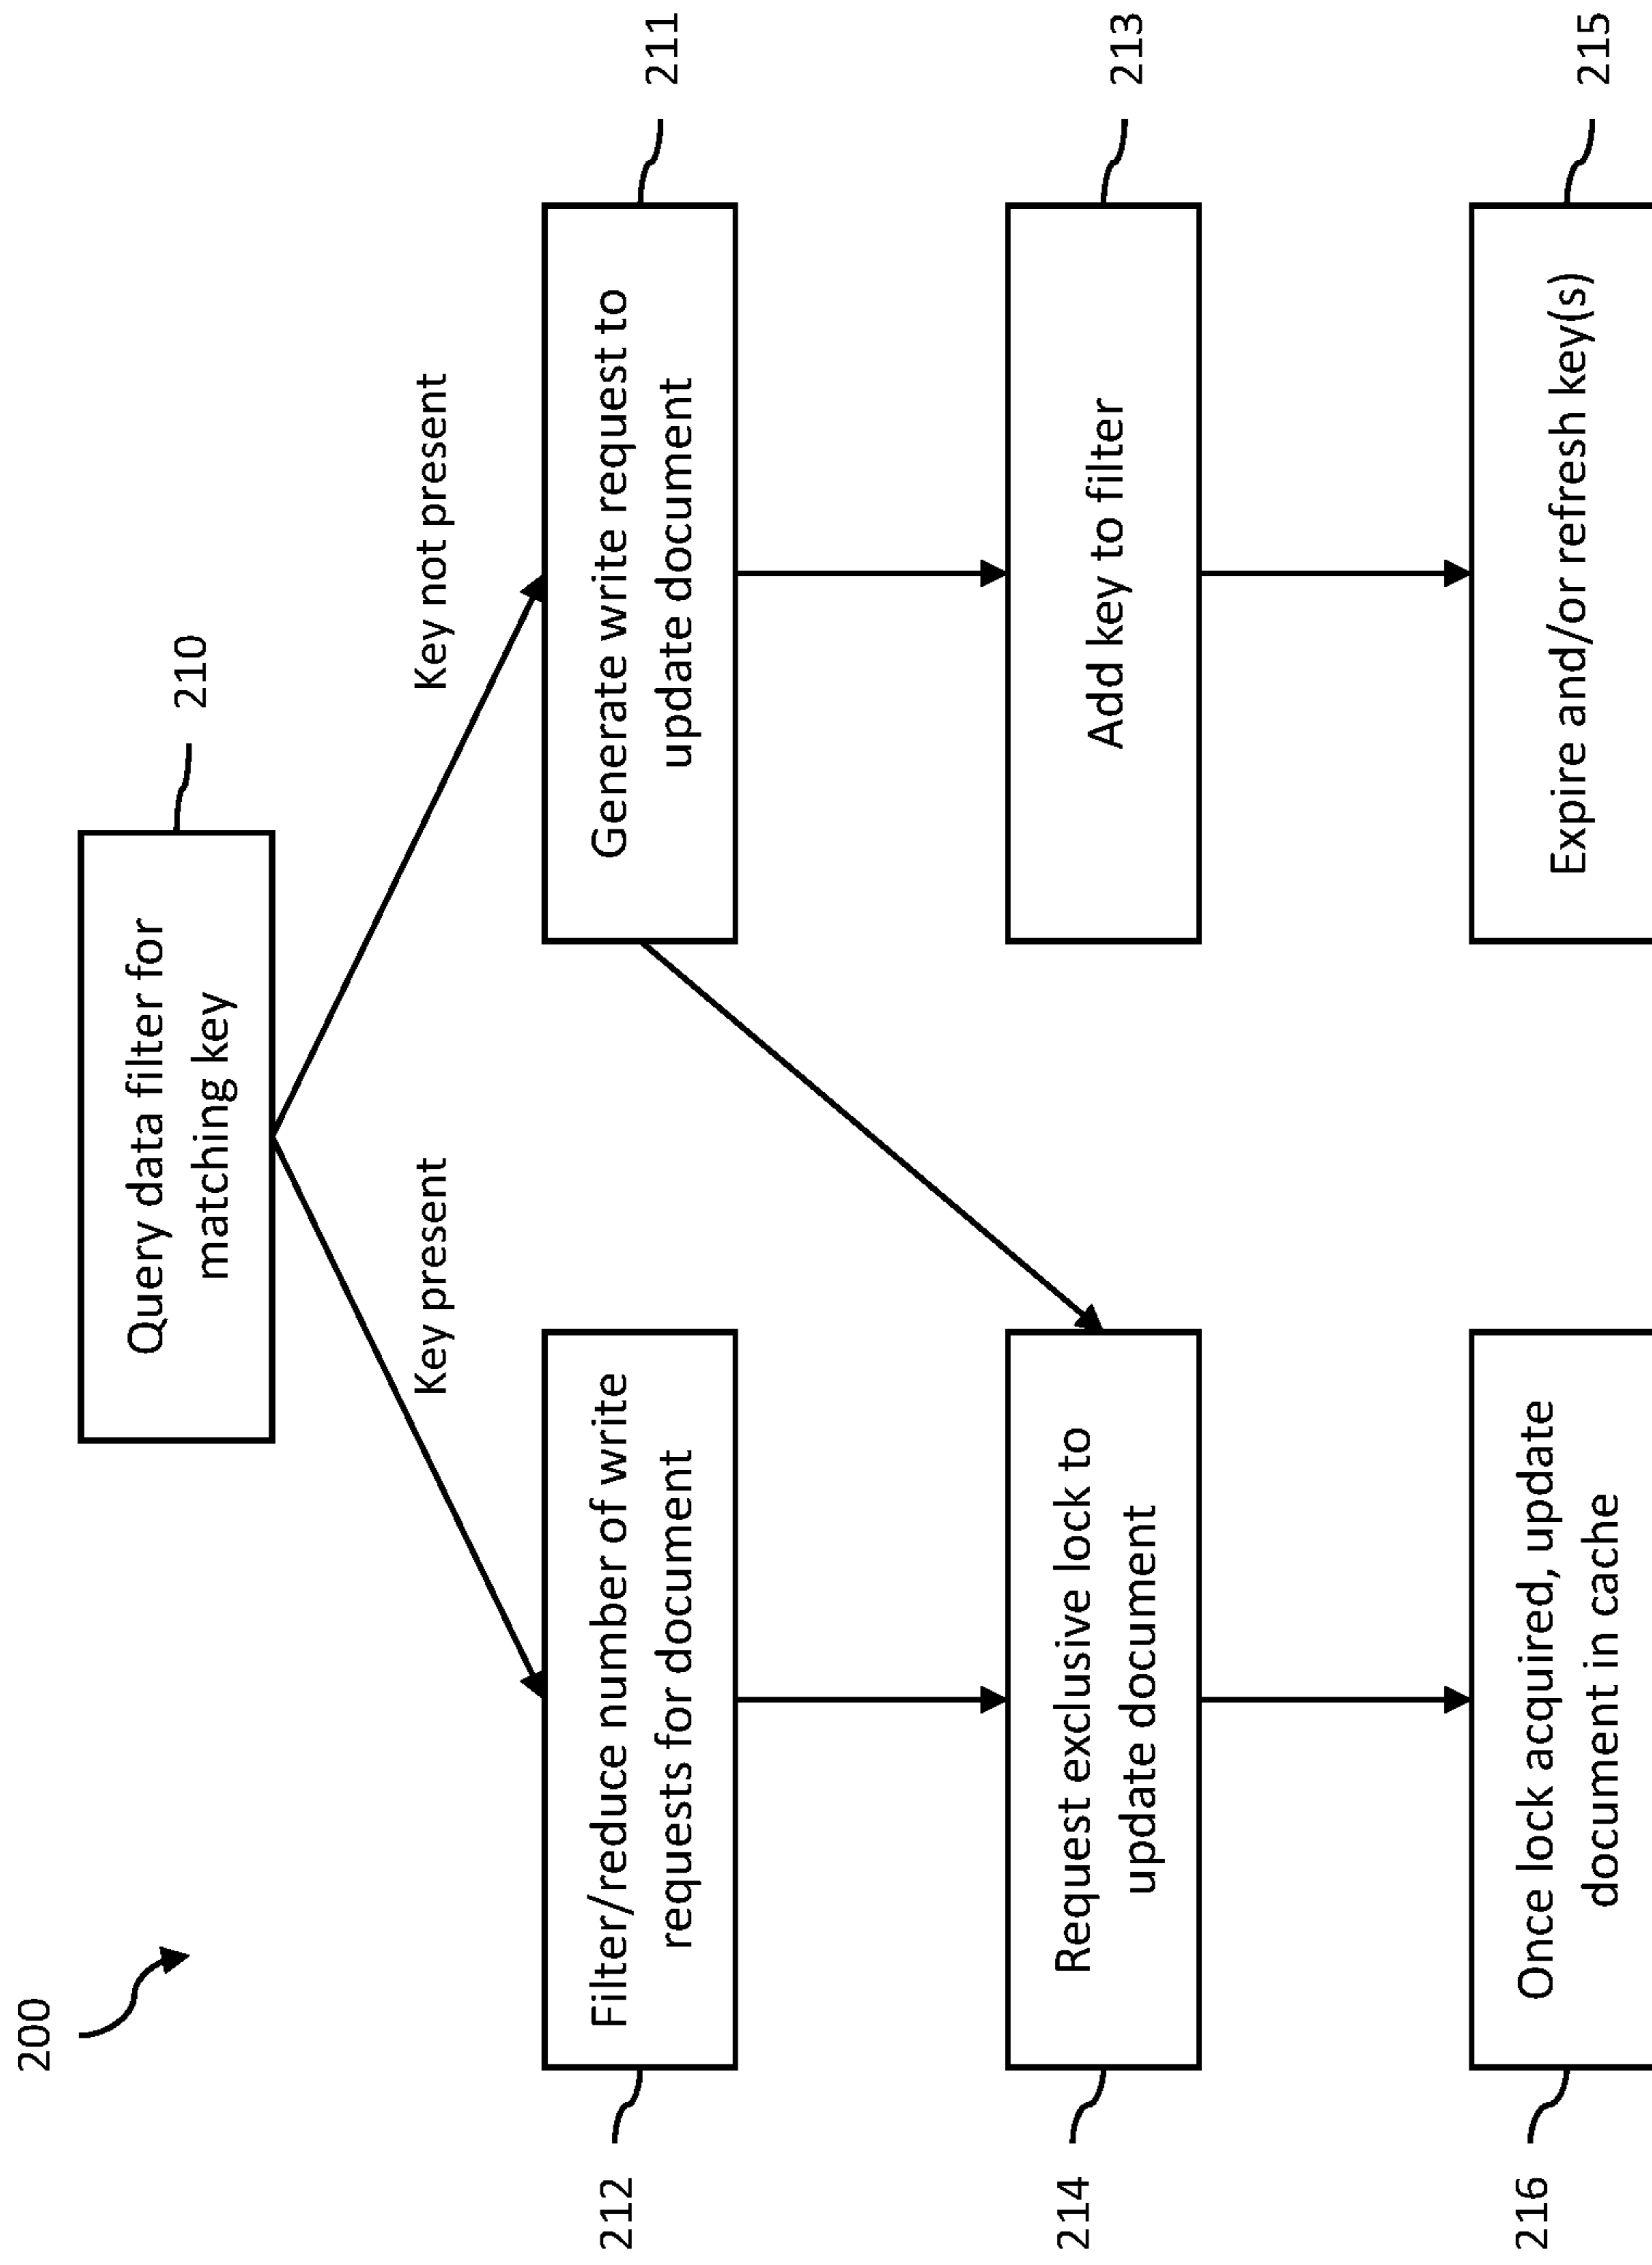 200
210
Query data filter for
matching key
Key present
Key not present
212
Filter/reduce number of write
requests for document
Generate write request to
update document
211
214
Request exclusive lock to
update document
Add key to filter
213
216
Once lock acquired, update
document in cache
Expire and/or refresh key(s)
215